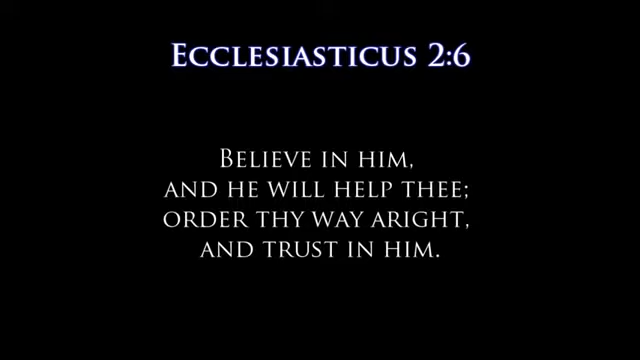 Ecclesiasticus 2:6
Believe in him,
and he will help thee;
order thy way aright,
and trust in him.